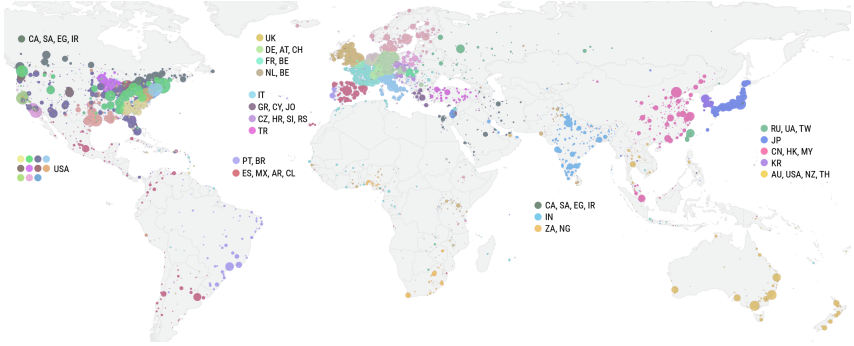 CA, SA, EG, IR
UK
DE, AT, CH
FR, BE
NL, BE
IT
GR, CY, JO
CZ, HR, SI, RS
TR
USA
PT, BR
ES, MX, AR, CL
CA, SA, EG, IR
IN
ZA, NG
RU, UA, TW
JP
CN, HK, MY
KR
AU, USA, NZ, TH